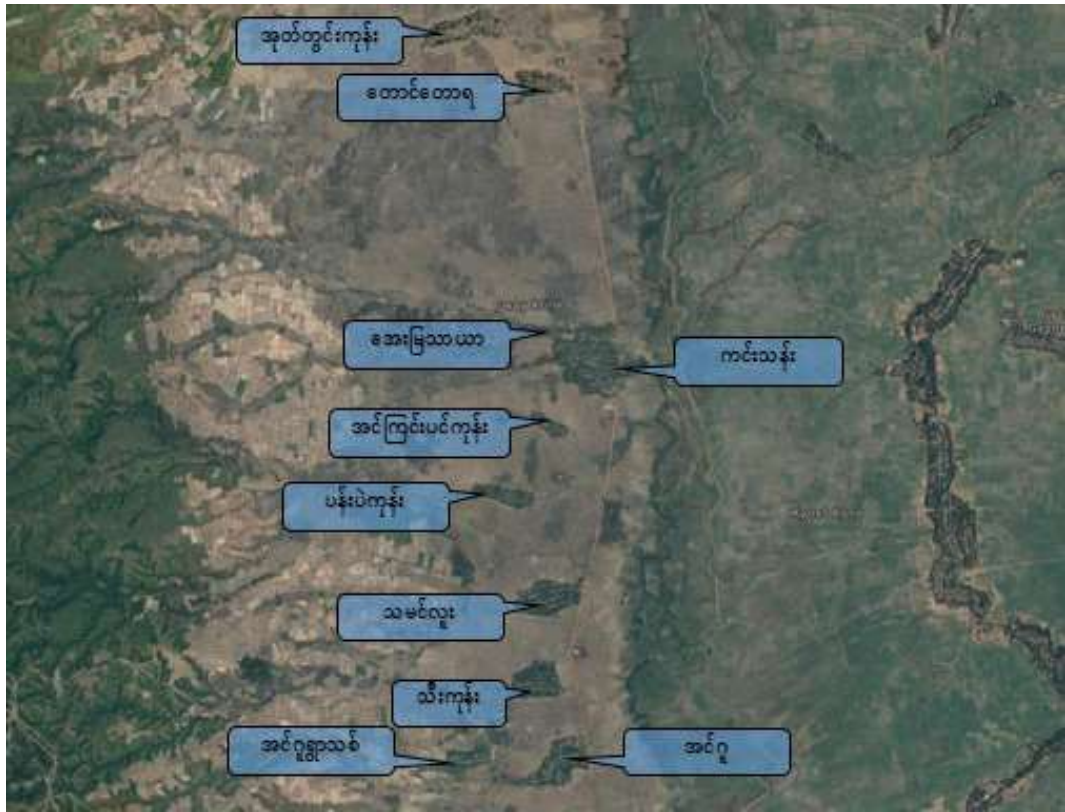 အုတ်တွင်းကုန်း
တောင်တောရ
အေးမြသာယာ
ကင်းသန်း
အင်ကြင်းပင်ကုန်း
ပန်းပဲကုန်း
သမင်လူး
သီးကုန်း
အင်ဂူရွာသစ်
အင်ဂူ